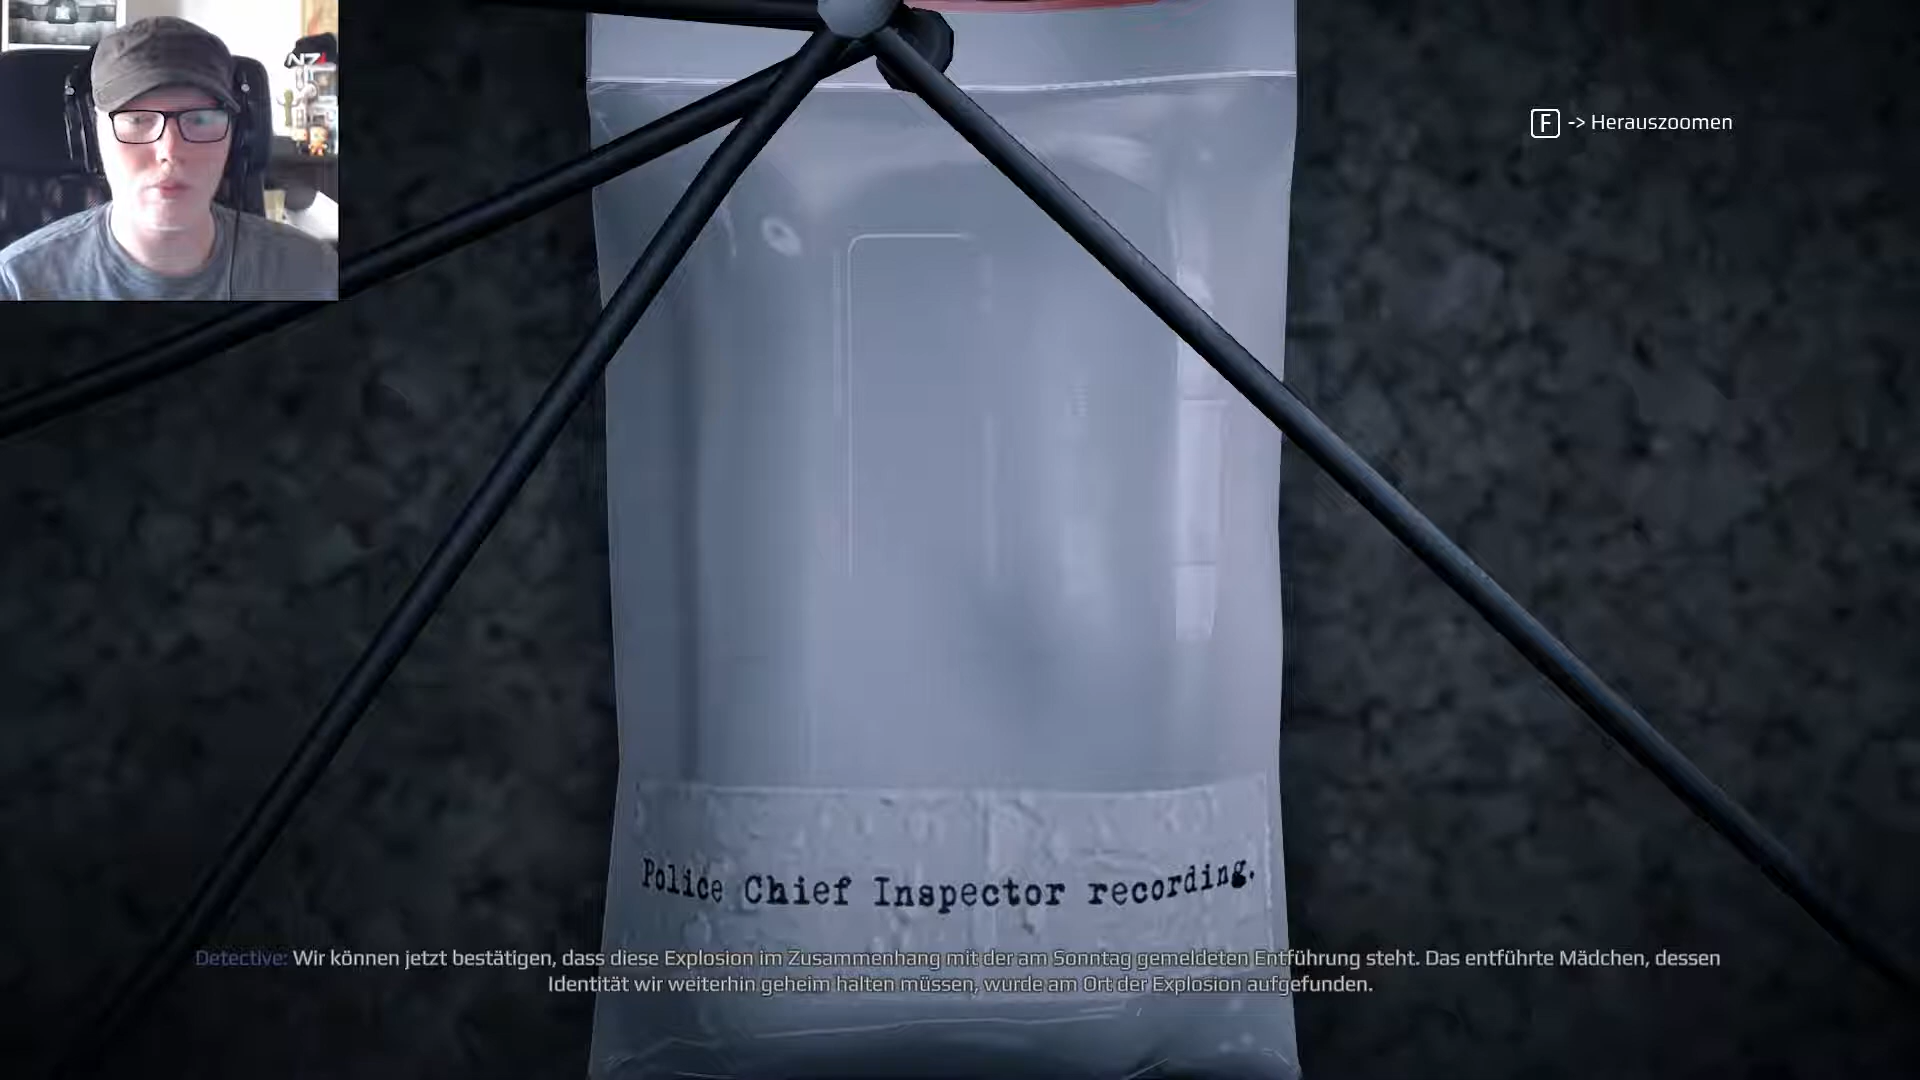 N7
F -> Herauszoomen
Police Chief Inspector recording.
Detective: Wir können jetzt bestätigen, dass diese Explosion im Zusammenhang mit der am Sonntag gemeldeten Entführung steht. Das entführte Mädchen, dessen
Identität wir weiterhin geheim halten müssen, wurde am Ort der Explosion aufgefunden.